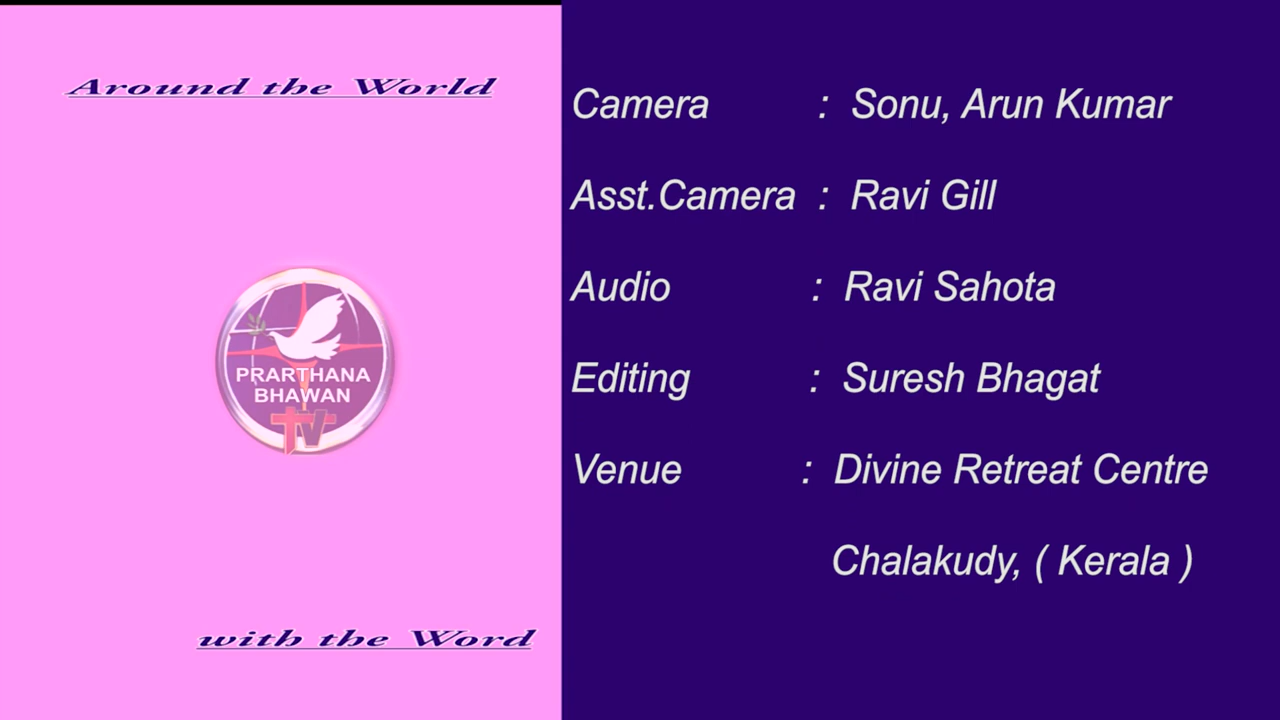 Around the World
PRARTHANA
BHAWAN
TV
with the Word
Camera : Sonu, Arun Kumar
Asst.Camera : Ravi Gill
Audio : Ravi Sahota
Editing : Suresh Bhagat
Venue : Divine Retreat Centre
Chalakudy, ( Kerala )